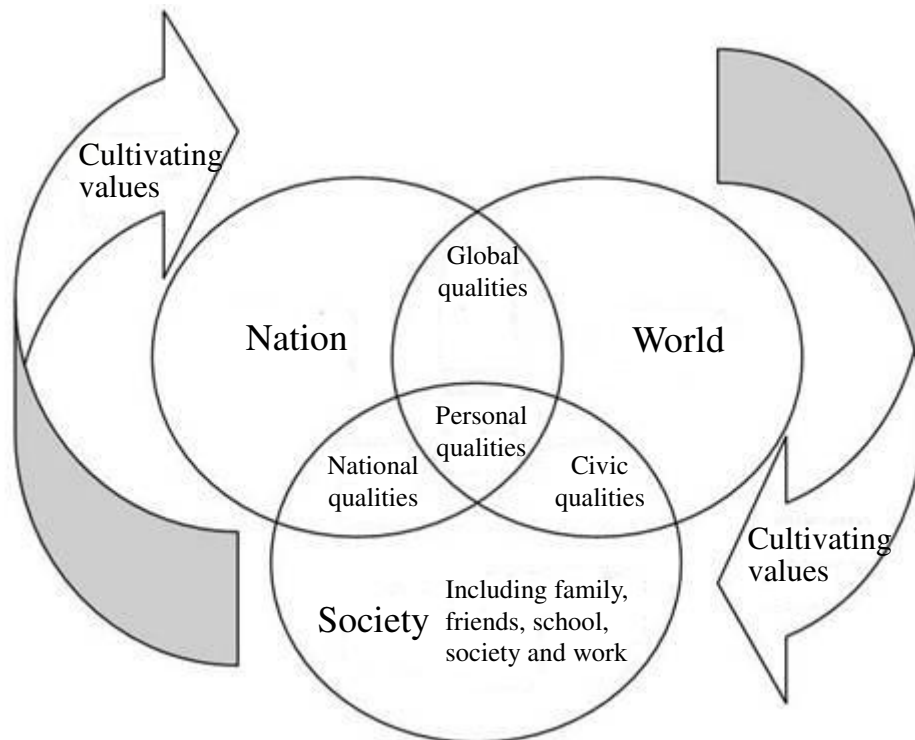 Cultivating
values
Global
qualities
Nation
World
Personal
qualities
National
qualities
Civic
qualities
Cultivating
values
Society
Including family,
friends, school,
society and work